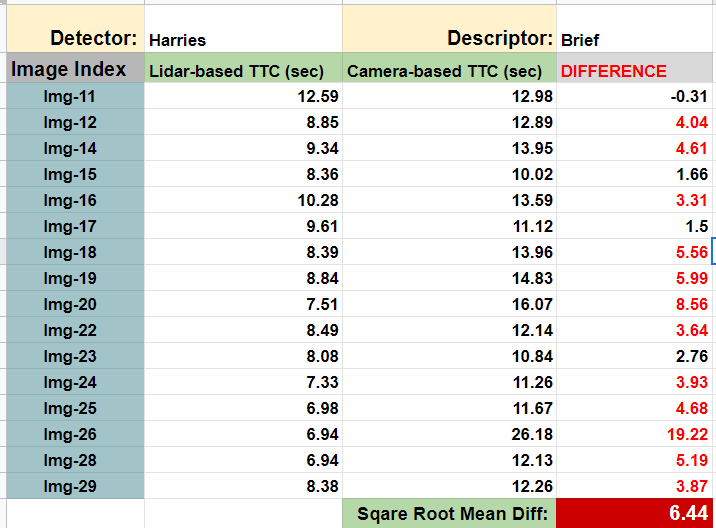 Detector: Harries Descriptor: Brief
Image Index Lidar-based TTC (sec) Camera-based TTC (sec) DIFFERENCE
Img-11 12.59 12.98 -0.31
Img-12 8.85 12.89 4.04
Img-14 9.34 13.95 4.61
Img-15 8.36 10.02 1.66
Img-16 10.28 13.59 3.31
Img-17 9.61 11.12 1.5
Img-18 8.39 13.96 5.56
Img-19 8.84 14.83 5.99
Img-20 7.51 16.07 8.56
Img-22 8.49 12.14 3.64
Img-23 8.08 10.84 2.76
Img-24 7.33 11.26 3.93
Img-25 6.98 11.67 4.68
Img-26 6.94 26.18 19.22
Img-28 6.94 12.13 5.19
Img-29 8.38 12.26 3.87
Sqare Root Mean Diff: 6.44